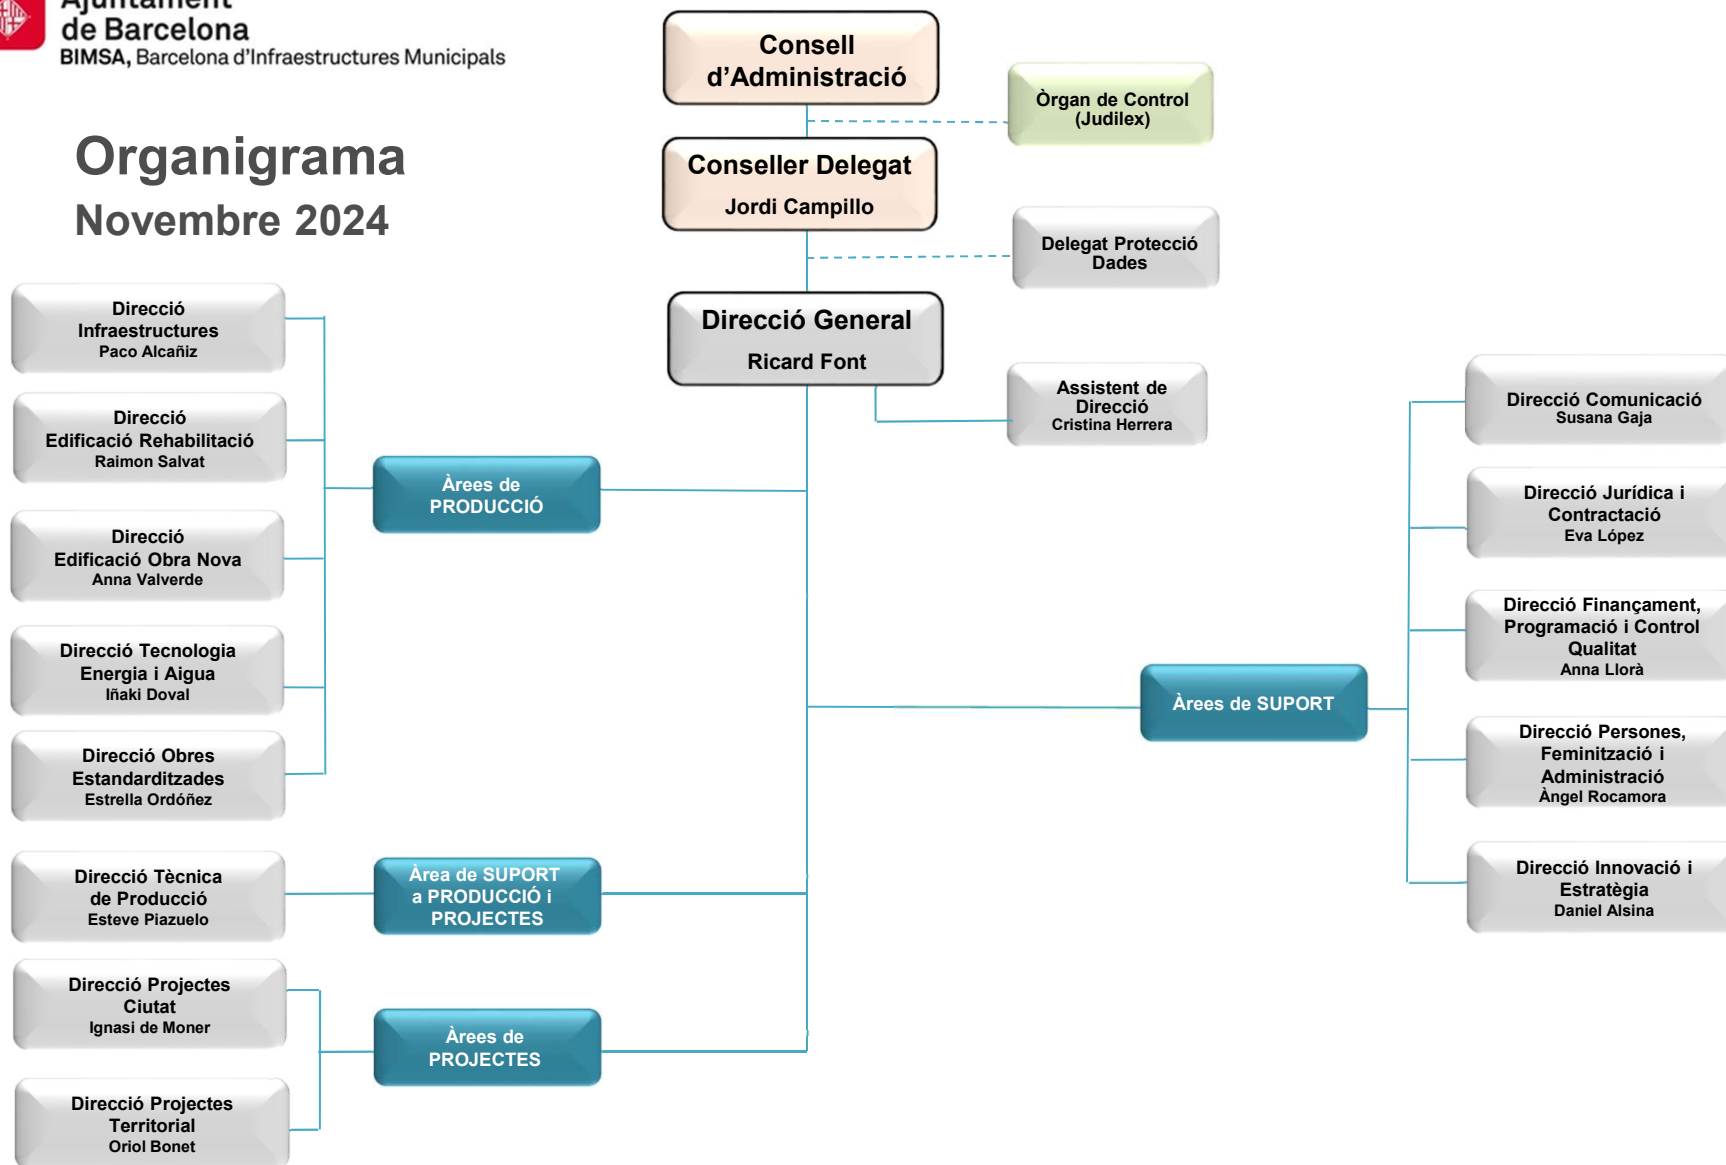 Ajuntament
de Barcelona
BIMSA, Barcelona d'Infraestructures Municipals
Organigrama
Novembre 2024
Consell
d'Administració
Òrgan de Control
(Judilex)
Conseller Delegat
Jordi Campillo
Delegat Protecció
Dades
Direcció General
Ricard Font
Assistent de
Direcció
Cristina Herrera
Direcció
Infraestructures
Paco Alcañiz
Direcció
Edificació Rehabilitació
Raimon Salvat
Direcció
Edificació Obra Nova
Anna Valverde
Direcció Tecnologia
Energia i Aigua
Iñaki Doval
Direcció Obres
Estandarditzades
Estrella Ordóñez
Àrees de
PRODUCCIÓ
Direcció Tècnica
de Producció
Esteve Piazuelo
Àrea de SUPORT
a PRODUCCIÓ i
PROJECTES
Direcció Projectes
Ciutat
Ignasi de Moner
Direcció Projectes
Territorial
Oriol Bonet
Àrees de
PROJECTES
Àrees de SUPORT
Direcció Comunicació
Susana Gaja
Direcció Jurídica i
Contractació
Eva López
Direcció Finançament,
Programació i Control
Qualitat
Anna Llorà
Direcció Persones,
Feminització i
Administració
Àngel Rocamora
Direcció Innovació i
Estratègia
Daniel Alsina